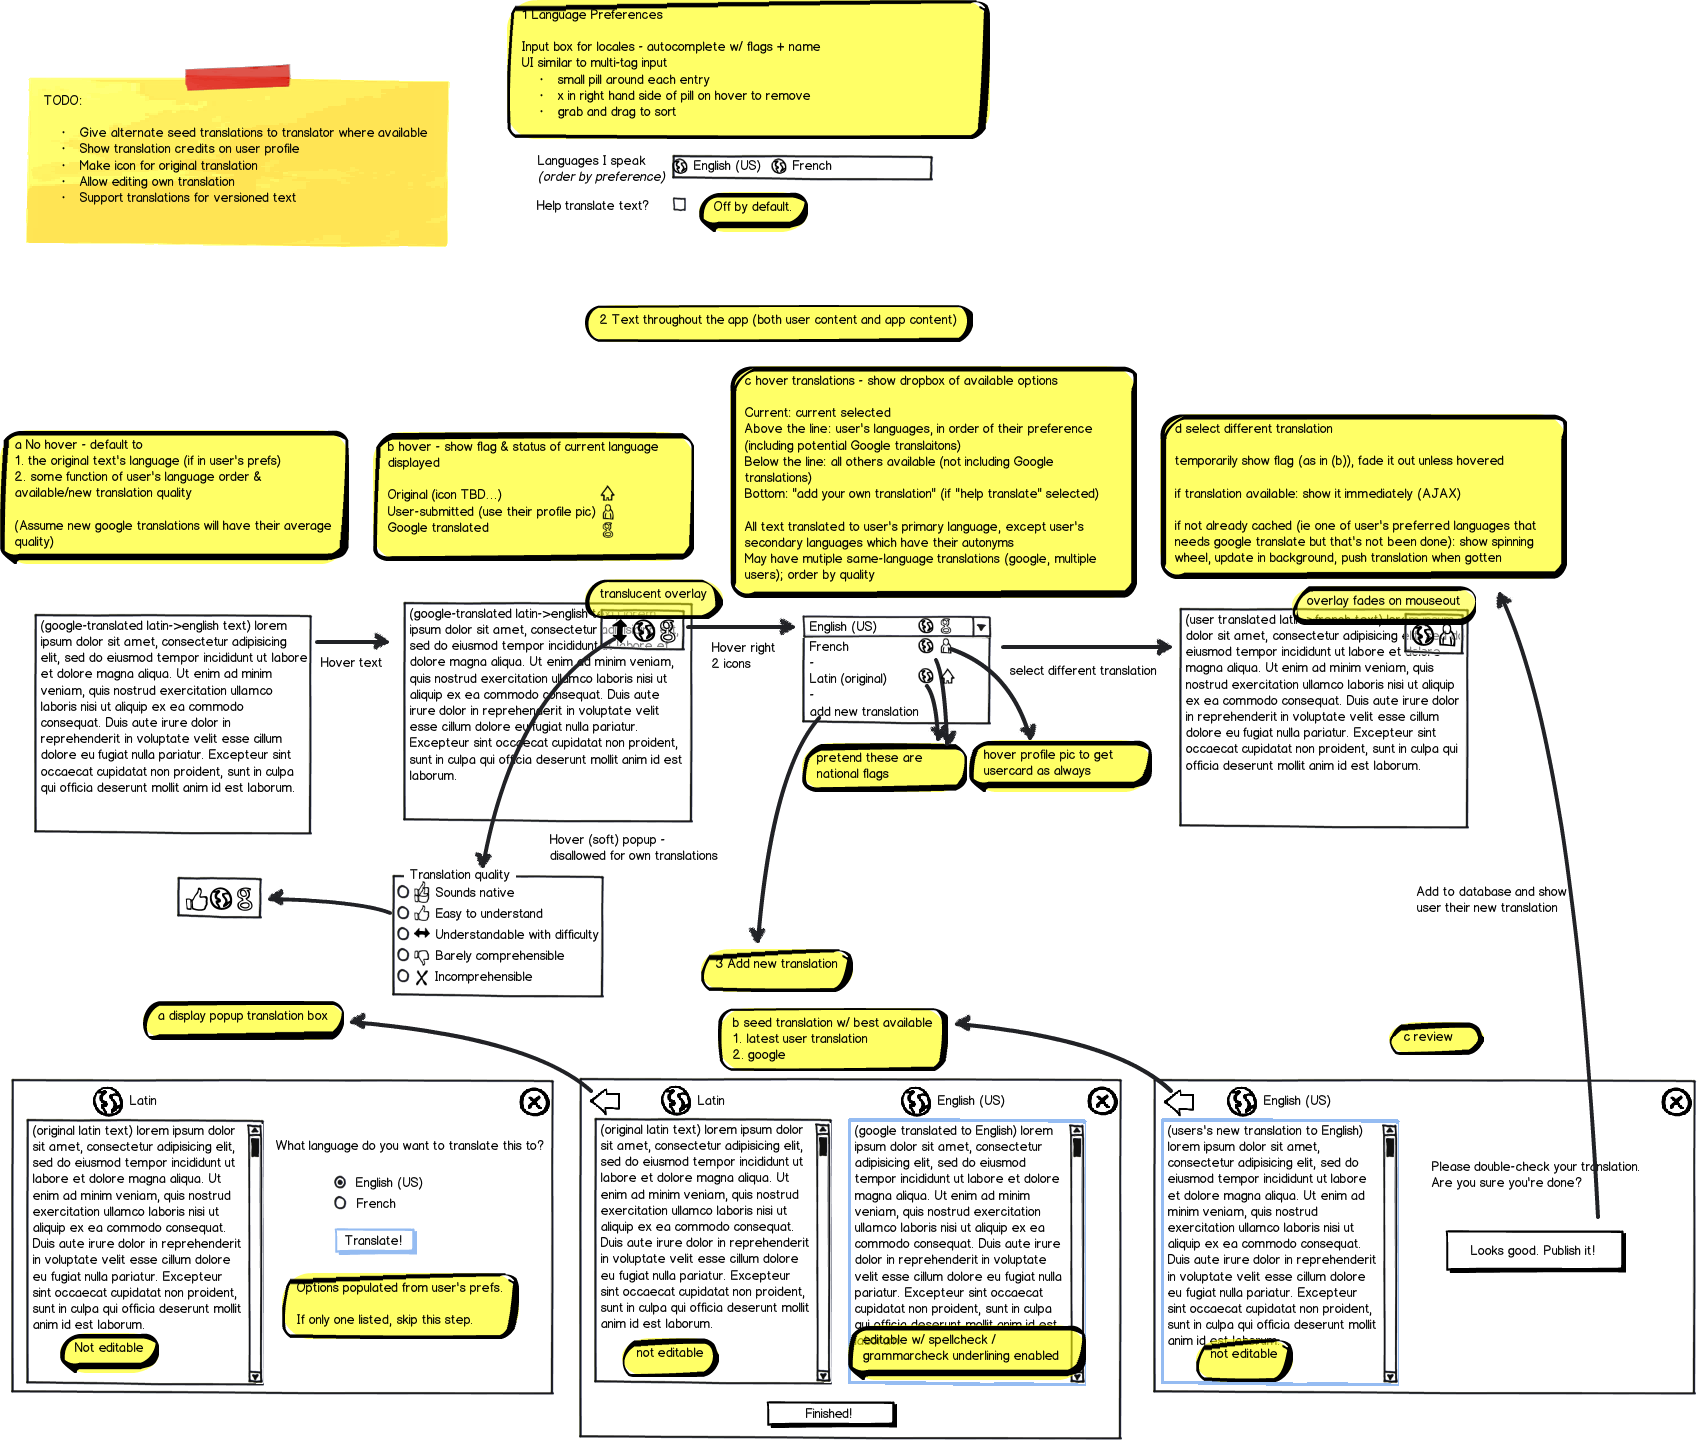 1 Language Preferences
Input box for locales - autocomplete w/ flags + name
UI similar to multi-tag input
· small pill around each entry
· x in right hand side of pill on hover to remove
· grab and drag to sort
TODO:
· Give alternate seed translations to translator where available
· Show translation credits on user profile
· Make icon for original translation
· Allow editing own translation
· Support translations for versioned text
Languages I speak
(order by preference)
English (US) French
Help translate text?
Off by default.
2 Text throughout the app (both user content and app content)
a No hover - default to
1. the original text's language (if in user's prefs)
2. some function of user's language order &
available/new translation quality
(Assume new google translations will have their average
quality)
b hover - show flag & status of current language
displayed
Original (icon TBD...)
User-submitted (use their profile pic)
Google translated
c hover translations - show dropbox of available options
Current: current selected
Above the line: user's languages, in order of their preference
(including potential Google translaitons)
Below the line: all others available (not including Google
translations)
Bottom: "add your own translation" (if "help translate" selected)
All text translated to user's primary language, except user's
secondary languages which have their autonyms
May have mutiple same-language translations (google, multiple
users); order by quality
d select different translation
temporarily show flag (as in (b)), fade it out unless hovered
if translation available: show it immediately (AJAX)
if not already cached (ie one of user's preferred languages that
needs google translate but that's not been done): show spinning
wheel, update in background, push translation when gotten
(google-translated latin->english text) lorem
ipsum dolor sit amet, consectetur adipisicing
elit, sed do eiusmod tempor incididunt ut labore
et dolore magna aliqua. Ut enim ad minim
veniam, quis nostrud exercitation ullamco
laboris nisi ut aliquip ex ea commodo
consequat. Duis aute irure dolor in
reprehenderit in voluptate velit esse cillum
dolore eu fugiat nulla pariatur. Excepteur sint
occaecat cupidatat non proident, sunt in culpa
qui officia deserunt mollit anim id est laborum.
Hover text
translucent overlay
(google-translated latin->english text) lorem
ipsum dolor sit amet, consectetur
sed do eiusmod tempor incididunt ut labore et
dolore magna aliqua. Ut enim ad minim veniam,
quis nostrud exercitation ullamco laboris nisi ut
aliquip ex ea commodo consequat. Duis aute
irure dolor in reprehenderit in voluptate velit
esse cillum dolore eu fugiat nulla pariatur.
Excepteur sint occaecat cupidatat non proident,
sunt in culpa qui officia deserunt mollit anim id est
laborum.
Hover right
2 icons
English (US)
French
-
Latin (original)
-
add new translation
pretend these are
national flags
hover profile pic to get
usercard as always
select different translation
overlay fades on mouseout
(user translated latin->french text) lorem
dolor sit amet, consectetur adipisicing
eiusmod tempor incididunt ut labore et dolore
magna aliqua. Ut enim ad minim veniam, quis
nostrud exercitation ullamco laboris nisi ut
aliquip ex ea commodo consequat. Duis aute irure dolor
in reprehenderit in voluptate velit esse cillum
dolore eu fugiat nulla pariatur. Excepteur sint
occaecat cupidatat non proident, sunt in culpa qui
officia deserunt mollit anim id est laborum.
Hover (soft) popup -
disallowed for own translations
Translation quality
Sounds native
Easy to understand
Understandable with difficulty
Barely comprehensible
Incomprehensible
Add to database and show
user their new translation
3 Add new translation
a display popup translation box
b seed translation w/ best available
1. latest user translation
2. google
c review
Latin
(original latin text) lorem ipsum dolor
sit amet, consectetur adipisicing elit,
sed do eiusmod tempor incididunt ut
labore et dolore magna aliqua. Ut
enim ad minim veniam, quis nostrud
exercitation ullamco laboris nisi ut
aliquip ex ea commodo consequat.
Duis aute irure dolor in reprehenderit
in voluptate velit esse cillum dolore
eu fugiat nulla pariatur. Excepteur
sint occaecat cupidatat non proident,
sunt in culpa qui officia deserunt mollit
anim id est laborum.
Not editable
What language do you want to translate this to?
English (US)
French
Translate!
Options populated from user's prefs.
If only one listed, skip this step.
Latin
(original latin text) lorem ipsum dolor
sit amet, consectetur adipisicing elit,
sed do eiusmod tempor incididunt ut
labore et dolore magna aliqua. Ut
enim ad minim veniam, quis nostrud
exercitation ullamco laboris nisi ut
aliquip ex ea commodo consequat.
Duis aute irure dolor in reprehenderit
in voluptate velit esse cillum dolore
eu fugiat nulla pariatur. Excepteur
sint occaecat cupidatat non proident,
sunt in culpa qui officia deserunt mollit
anim id est laborum.
not editable
English (US)
(google translated to English) lorem
ipsum dolor sit amet, consectetur
adipisicing elit, sed do eiusmod
tempor incididunt ut labore et dolore
magna aliqua. Ut enim ad minim
veniam, quis nostrud exercitation
ullamco laboris nisi ut aliquip ex ea
commodo consequat. Duis aute irure
dolor in reprehenderit in voluptate
velit esse cillum dolore eu fugiat nulla
pariatur. Excepteur sint occaecat
cupidatat non proident, sunt in culpa
qui officia deserunt mollit anim id est
editable w/ spellcheck /
grammarcheck underlining enabled
Finished!
English (US)
(users's new translation to English)
lorem ipsum dolor sit amet,
consectetur adipisicing elit, sed do
eiusmod tempor incididunt ut labore
et dolore magna aliqua. Ut enim ad
minim veniam, quis nostrud
exercitation ullamco laboris nisi ut
aliquip ex ea commodo consequat.
Duis aute irure dolor in reprehenderit
in voluptate velit esse cillum dolore
eu fugiat nulla pariatur. Excepteur
sint occaecat cupidatat non proident,
sunt in culpa qui officia deserunt mollit
anim id est laborum.
not editable
Please double-check your translation.
Are you sure you're done?
Looks good. Publish it!